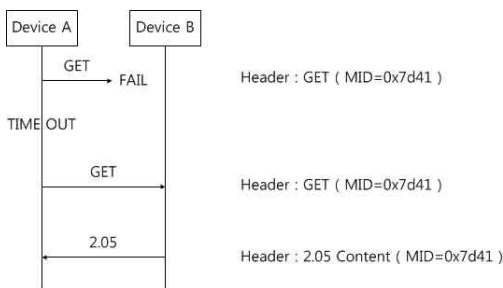 Device A Device B
GET
FAIL
Header : GET ( MID=0x7d41 )
TIME OUT
GET
Header : GET ( MID=0x7d41 )
2.05
Header : 2.05 Content ( MID=0x7d41 )